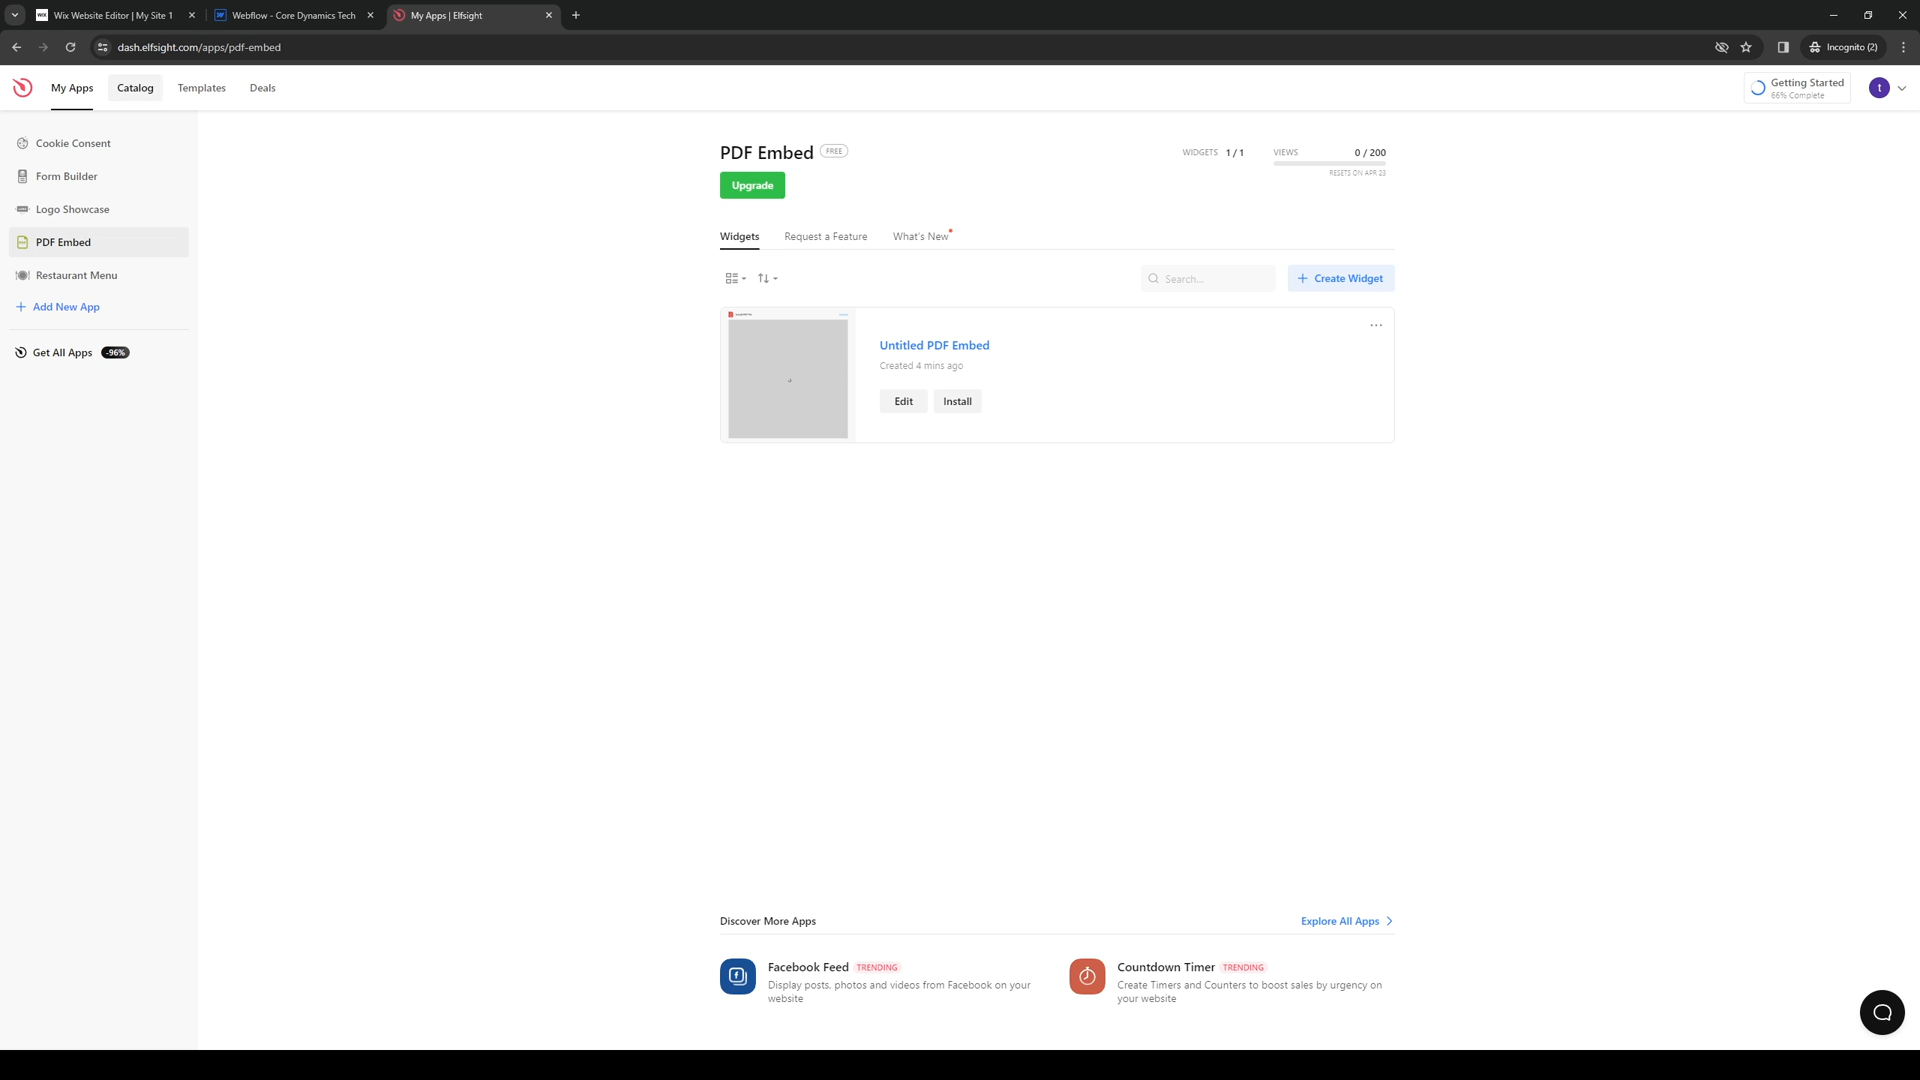 Wix Website Editor | My Site 1
Webflow - Core Dynamics Tech
My Apps | Elfsight
dash.elfsight.com/apps/pdf-embed
Incognito (2)
My Apps
Catalog
Templates
Deals
Getting Started
66% Complete
t
Cookie Consent
Form Builder
Logo Showcase
PDF Embed
Restaurant Menu
Add New App
Get All Apps -96%
PDF Embed FREE
WIDGETS 1 / 1
VIEWS 0 / 200
RESETS ON APR 23
Upgrade
Widgets
Request a Feature
What's New
Search...
Create Widget
Untitled PDF Embed
Created 4 mins ago
Edit
Install
Discover More Apps
Explore All Apps
Facebook Feed TRENDING
Display posts, photos and videos from Facebook on your
website
Countdown Timer TRENDING
Create Timers and Counters to boost sales by urgency on
your website